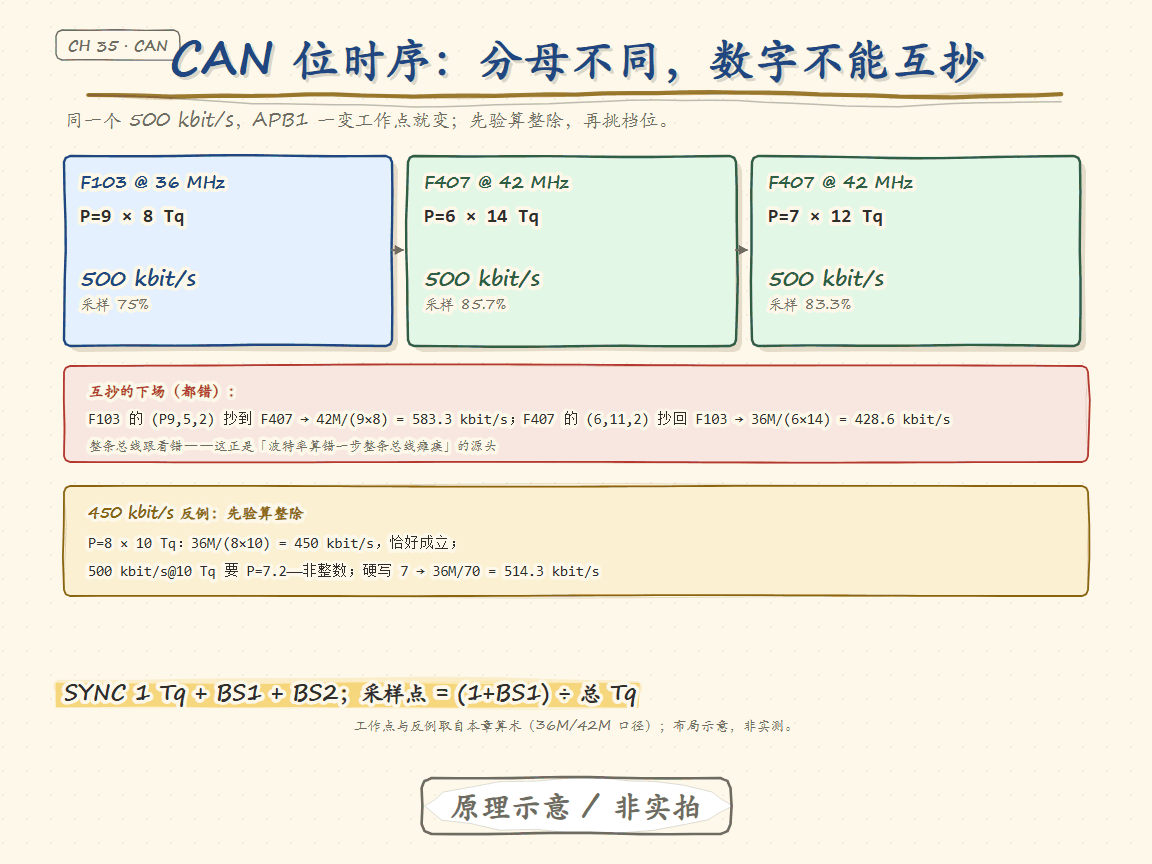 CH 35 · CAN
CAN 位时序：分母不同，数字不能互抄
同一个 500 kbit/s，APB1 一变工作点就变；先验算整除，再挑档位。
F103 @ 36 MHz
P=9 × 8 Tq
500 kbit/s
采样 75%
F407 @ 42 MHz
P=6 × 14 Tq
500 kbit/s
采样 85.7%
F407 @ 42 MHz
P=7 × 12 Tq
500 kbit/s
采样 83.3%
互抄的下场（都错）：
F103 的 (P9,5,2) 抄到 F407 → 42M/(9×8) = 583.3 kbit/s；F407 的 (6,11,2) 抄回 F103 → 36M/(6×14) = 428.6 kbit/s
整条总线跟着错——这正是「波特率算错一步整条总线瘫痪」的源头
450 kbit/s 反例：先验算整除
P=8 × 10 Tq：36M/(8×10) = 450 kbit/s，恰好成立；
500 kbit/s@10 Tq 要 P=7.2——非整数；硬写 7 → 36M/70 = 514.3 kbit/s
SYNC 1 Tq + BS1 + BS2；采样点 = (1+BS1) ÷ 总 Tq
工作点与反例取自本章算术（36M/42M 口径）；布局示意，非实测。
原理示意 / 非实拍